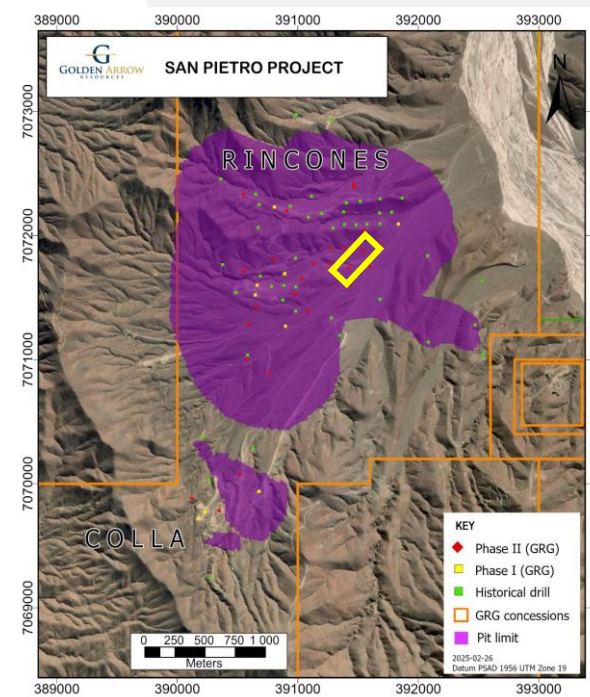 389000 390000 391000 392000 393000
GOLDEN ARROW
RESOURCES
SAN PIETRO PROJECT
N
7073000
RINCONES
7072000
7071000
7070000
COLLA
7069000
KEY
Phase II (GRG)
Phase I (GRG)
Historical drill
GRG concessions
Pit limit
2025-02-26
Datum PSAD 1956 UTM Zone 19
0 250 500 750 1 000
Meters
389000 390000 391000 392000 393000